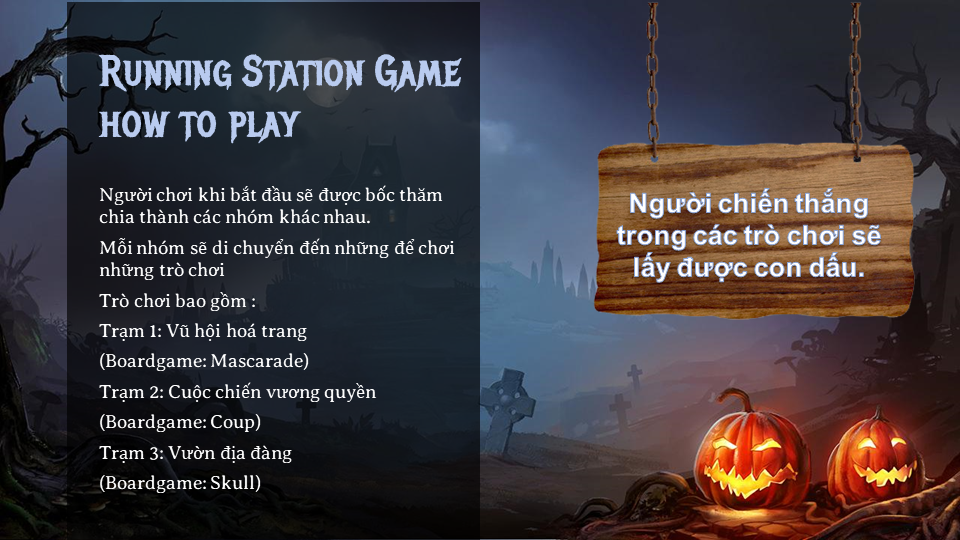 Running Station Game
how to play
Người chơi khi bắt đầu sẽ được bốc thăm
chia thành các nhóm khác nhau.
Mỗi nhóm sẽ di chuyển đến những để chơi
những trò chơi
Trò chơi bao gồm :
Trạm 1: Vũ hội hoá trang
(Boardgame: Mascarade)
Trạm 2: Cuộc chiến vương quyền
(Boardgame: Coup)
Trạm 3: Vườn địa đàng
(Boardgame: Skull)
Người chiến thắng
trong các trò chơi sẽ
lấy được con dấu.